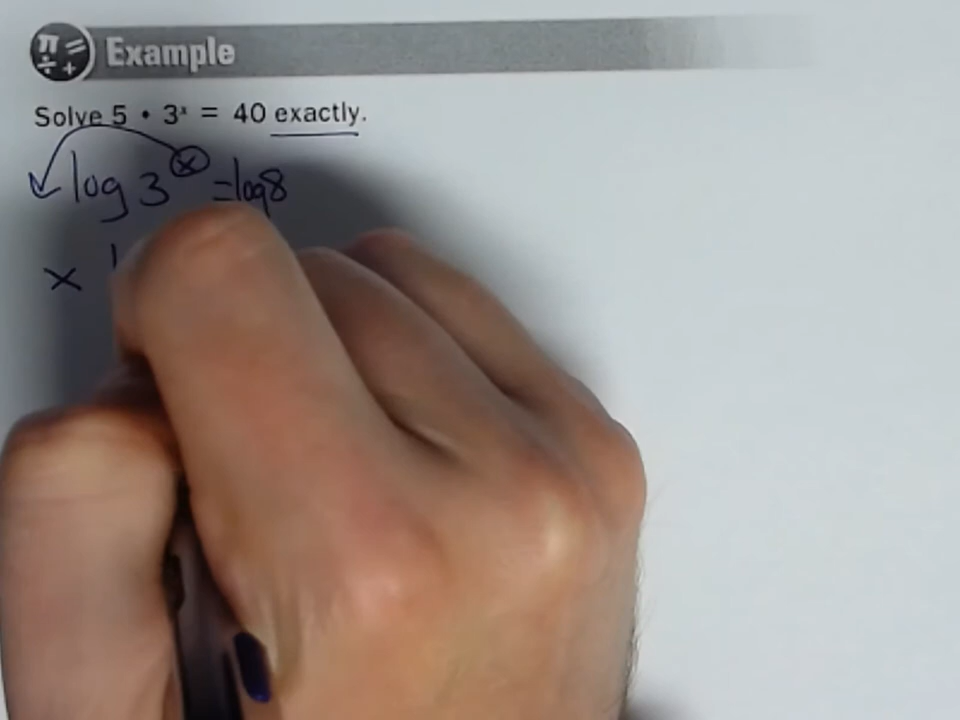 π = ÷ + Example
Solve 5 • 3ˣ = 40 exactly.
log 3ˣ = log 8
x l